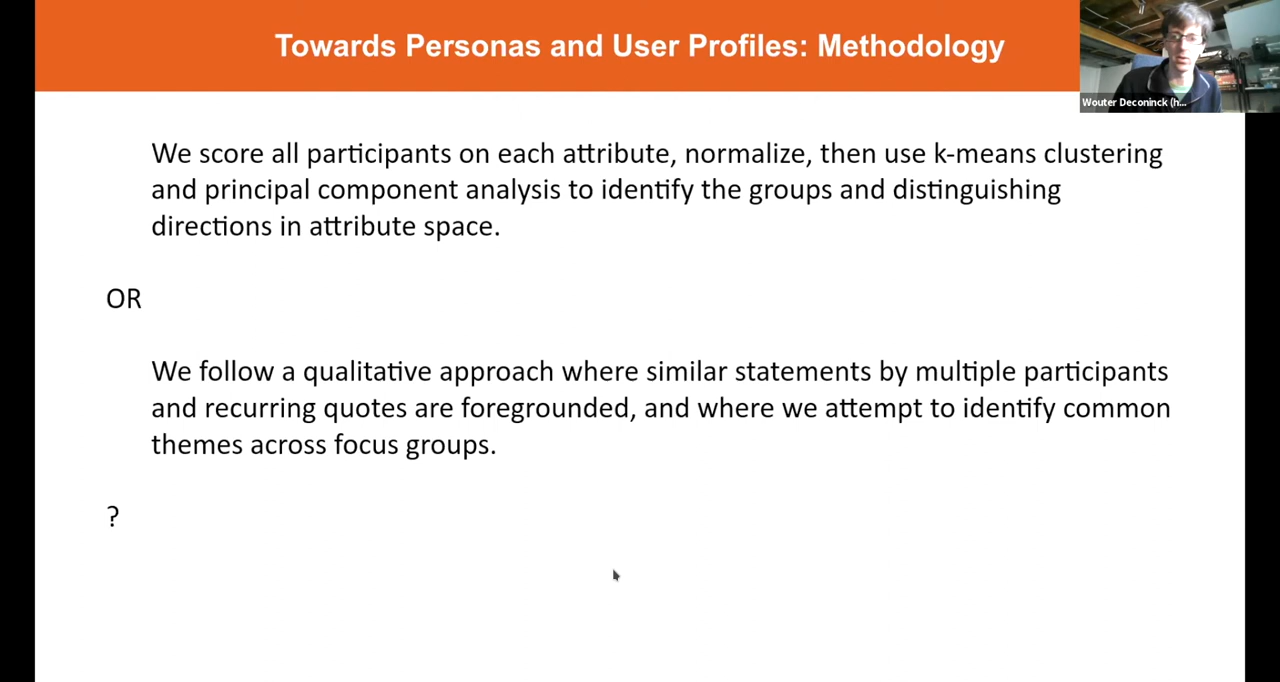 Towards Personas and User Profiles: Methodology
Wouter Deconinck (h...
We score all participants on each attribute, normalize, then use k-means clustering
and principal component analysis to identify the groups and distinguishing
directions in attribute space.
OR
We follow a qualitative approach where similar statements by multiple participants
and recurring quotes are foregrounded, and where we attempt to identify common
themes across focus groups.
?